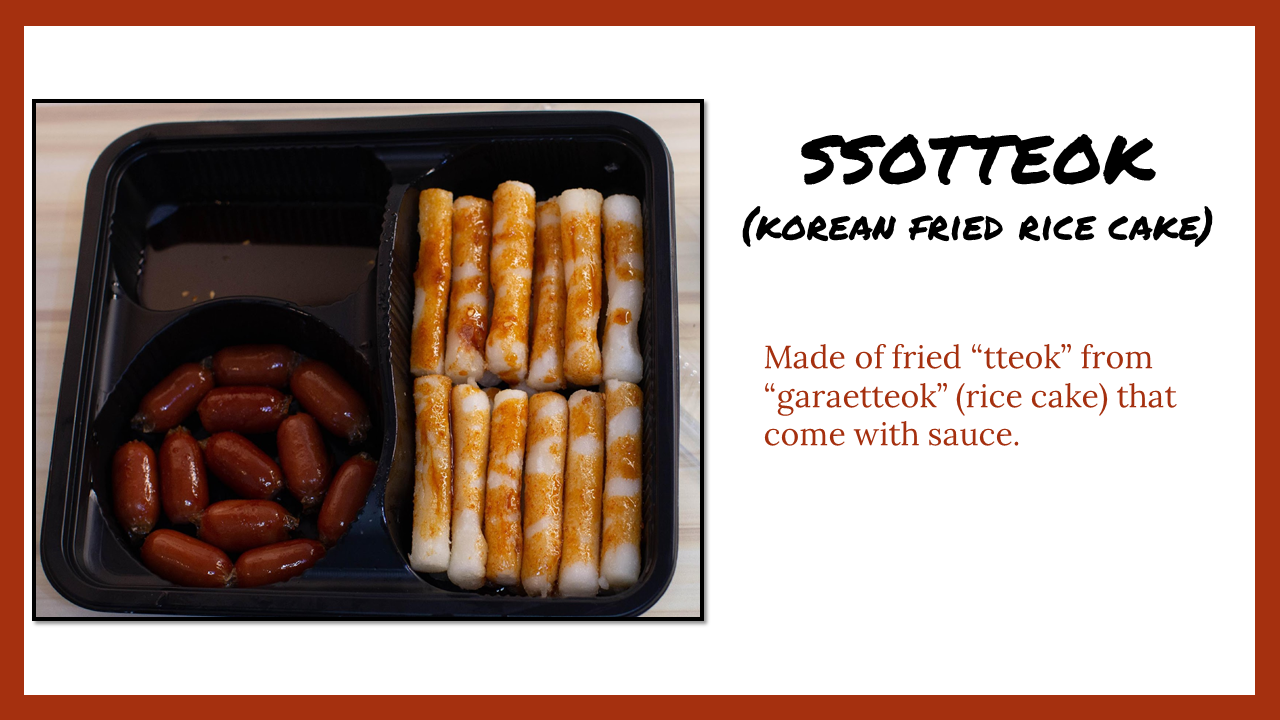 SSOTTEOK
(KOREAN FRIED RICE CAKE)
Made of fried “tteok” from
“garaetteok” (rice cake) that
come with sauce.